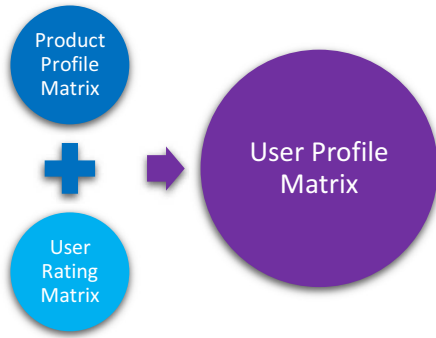 Product
Profile
Matrix
User
Rating
Matrix
User Profile
Matrix